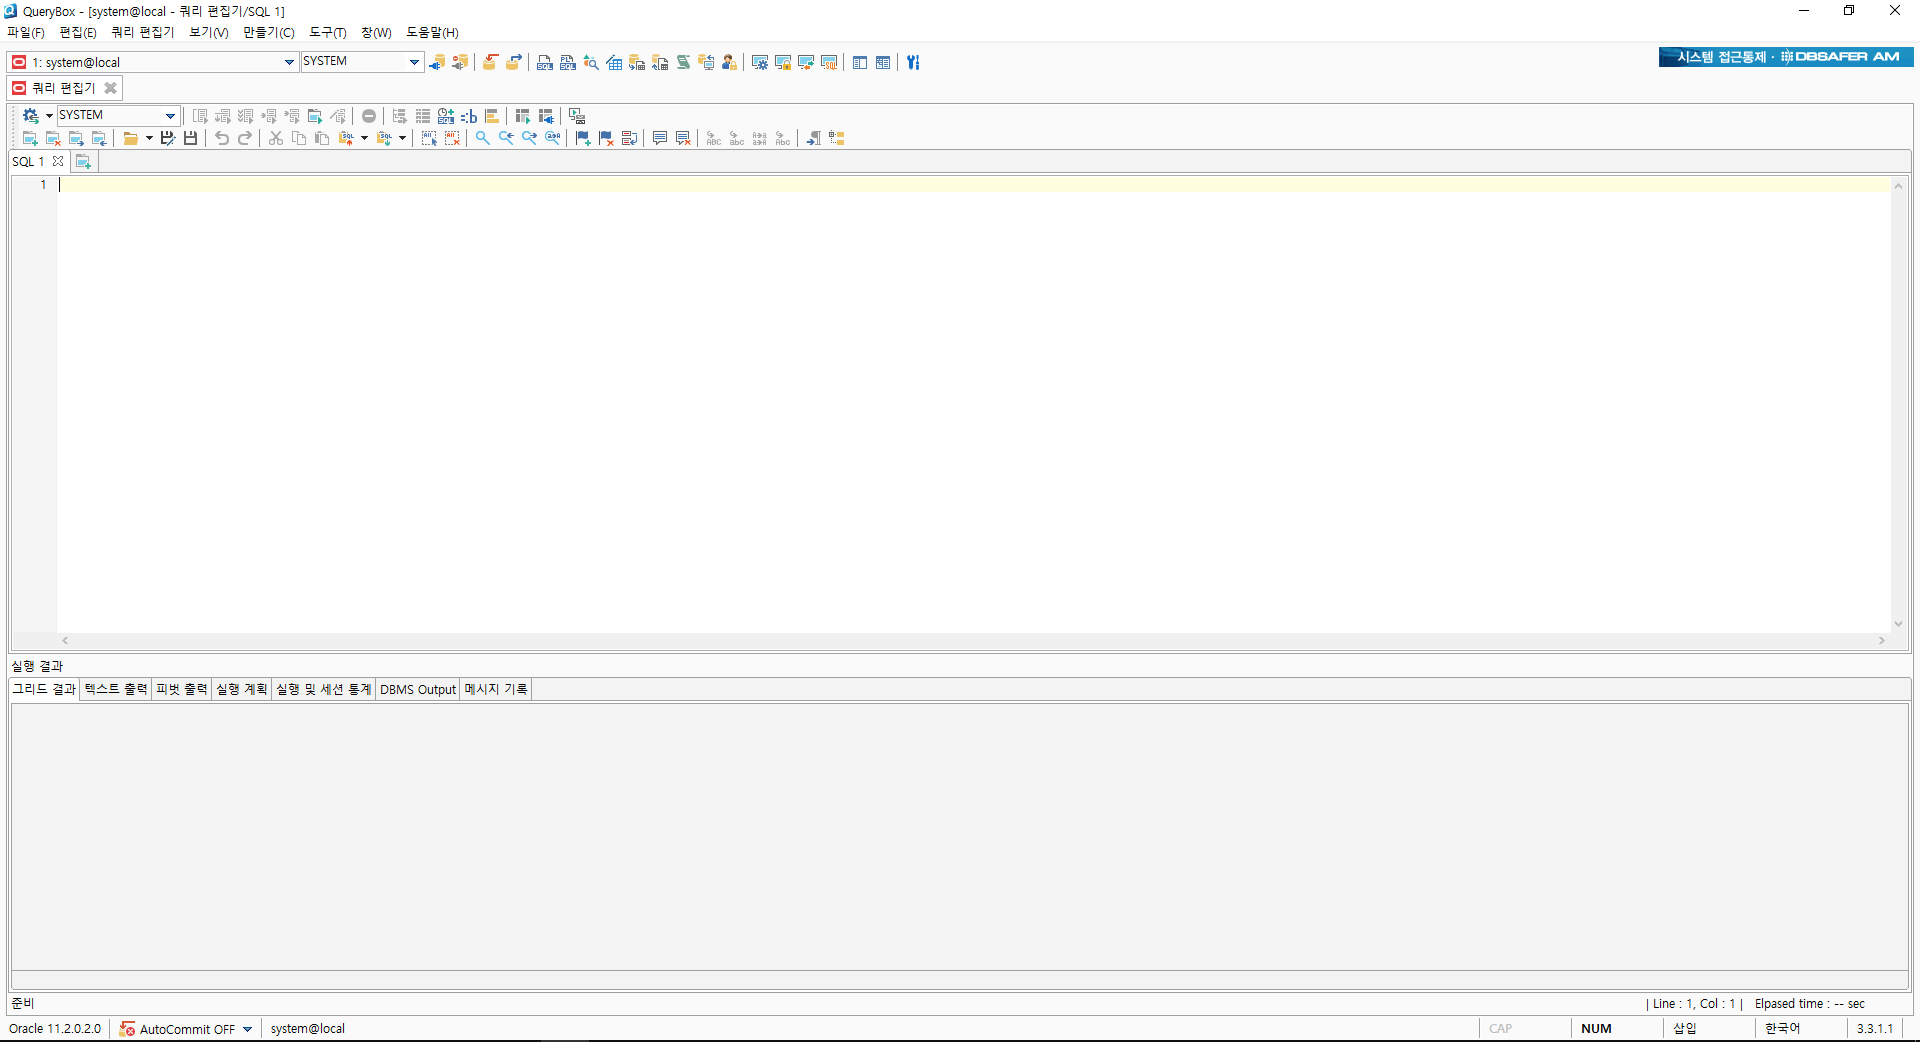 QueryBox - [system@local - 쿼리 편집기/SQL 1]
파일(F) 편집(E) 쿼리 편집기 보기(V) 만들기(C) 도구(T) 창(W) 도움말(H)
1: system@local SYSTEM
시스템 접근통제 · DBSAFER AM
쿼리 편집기
SYSTEM
SQL 1
1
실행 결과
그리드 결과 텍스트 출력 피벗 출력 실행 계획 실행 및 세션 통계 DBMS Output 메시지 기록
준비 | Line : 1, Col : 1 | Elpased time : -- sec
Oracle 11.2.0.2.0 AutoCommit OFF system@local CAP NUM 삽입 한국어 3.3.1.1